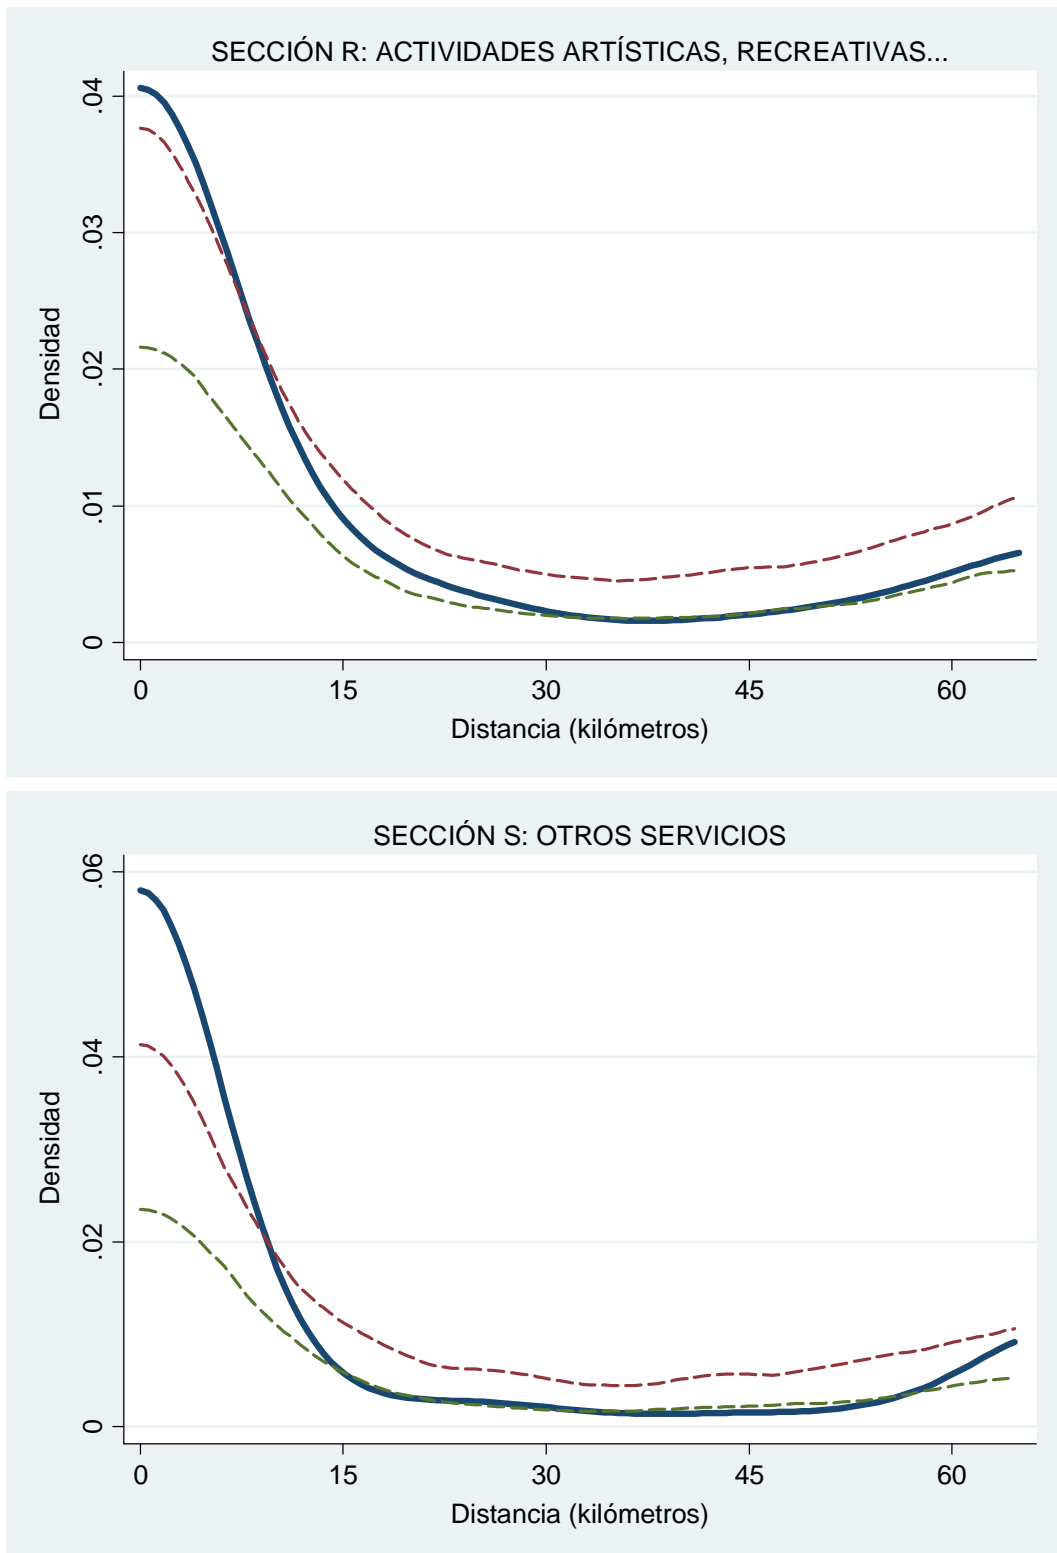 SECCIÓN R: ACTIVIDADES ARTÍSTICAS, RECREATIVAS...
.04
.03
.02
.01
0
Densidad
0 15 30 45 60
Distancia (kilómetros)
SECCIÓN S: OTROS SERVICIOS
.06
.04
.02
0
Densidad
0 15 30 45 60
Distancia (kilómetros)